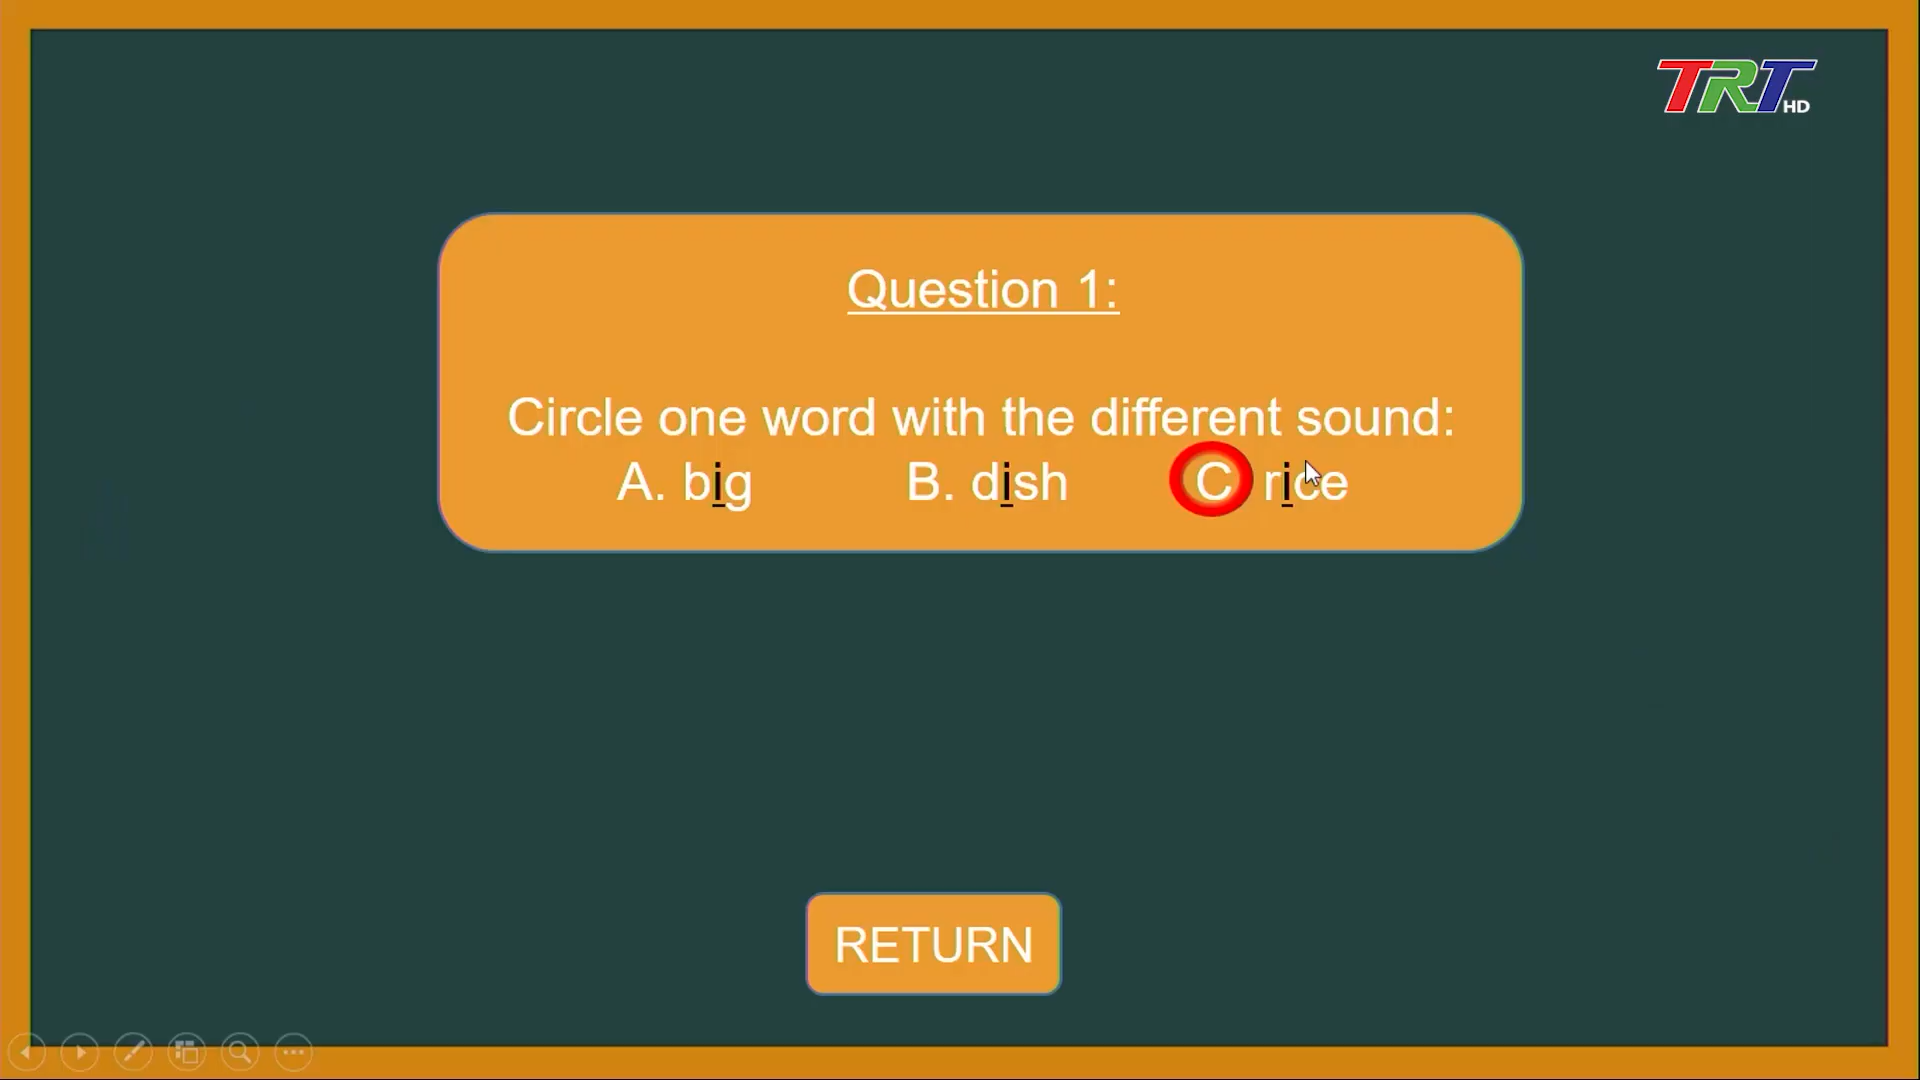 TRT HD
Question 1:
Circle one word with the different sound:
A. big B. dish C rice
RETURN